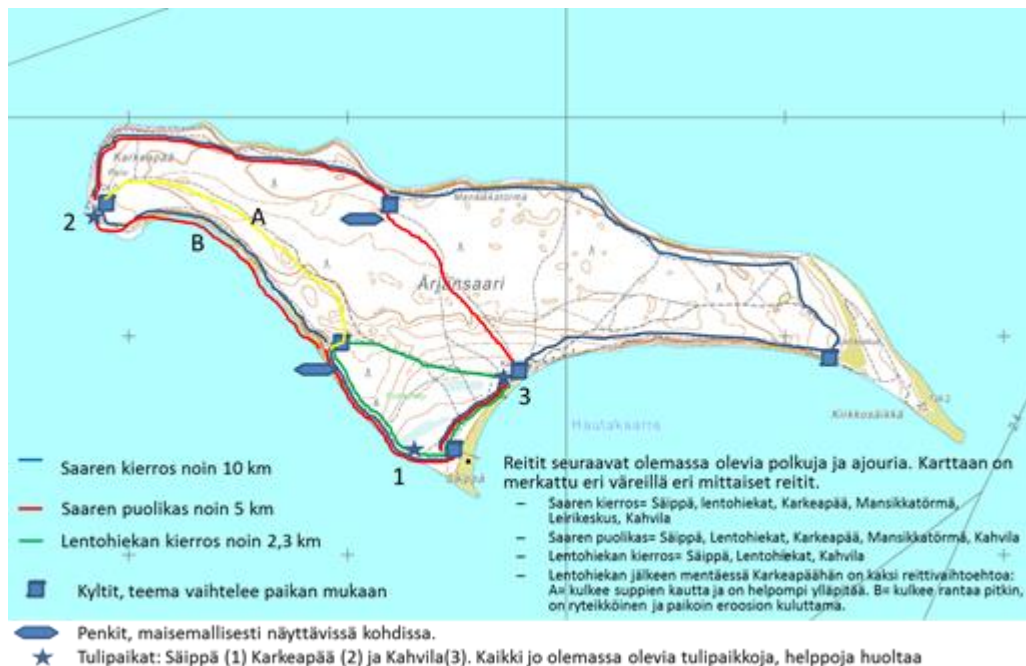 Karkeapää
2
A
B
Mansikkatörmä
Ärjänsaari
3
Kirkkosäikkä
Hautakaarre
1
Säippä
Saaren kierros noin 10 km
Saaren puolikas noin 5 km
Lentohiekan kierros noin 2,3 km
Kyltit, teema vaihtelee paikan mukaan
Reitit seuraavat olemassa olevia polkuja ja ajouria. Karttaan on
merkattu eri väreillä eri mittaiset reitit.
– Saaren kierros= Säippä, lentohiekat, Karkeapää, Mansikkatörmä,
Leirikeskus, Kahvila
– Saaren puolikas= Säippä, Lentohiekat, Karkeapää, Mansikkatörmä, Kahvila
– Lentohiekan kierros= Säippä, Lentohiekat, Kahvila
– Lentohiekan jälkeen mentäessä Karkeapäähän on kaksi reittivaihtoehtoa:
A= kulkee suppien kautta ja on helpompi ylläpitää. B= kulkee rantaa pitkin,
on ryteikköinen ja paikoin eroosion kuluttama.
Penkit, maisemallisesti näyttävissä kohdissa.
Tulipaikat: Säippä (1) Karkeapää (2) ja Kahvila(3). Kaikki jo olemassa olevia tulipaikkoja, helppoja huoltaa